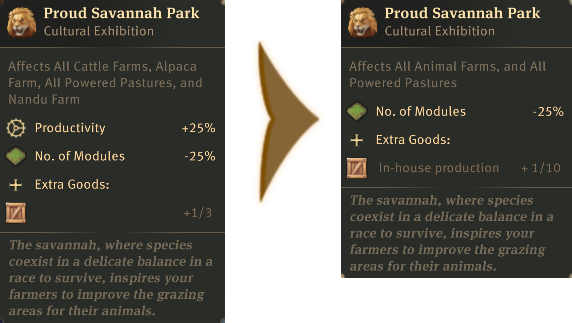 Proud Savannah Park
Cultural Exhibition
Affects All Cattle Farms, Alpaca
Farm, All Powered Pastures, and
Nandu Farm
Productivity +25%
No. of Modules -25%
Extra Goods:
+1/3
The savannah, where species
coexist in a delicate balance in a
race to survive, inspires your
farmers to improve the grazing
areas for their animals.
Proud Savannah Park
Cultural Exhibition
Affects All Animal Farms, and All
Powered Pastures
No. of Modules -25%
Extra Goods:
In-house production + 1/10
The savannah, where species
coexist in a delicate balance in a
race to survive, inspires your
farmers to improve the grazing
areas for their animals.